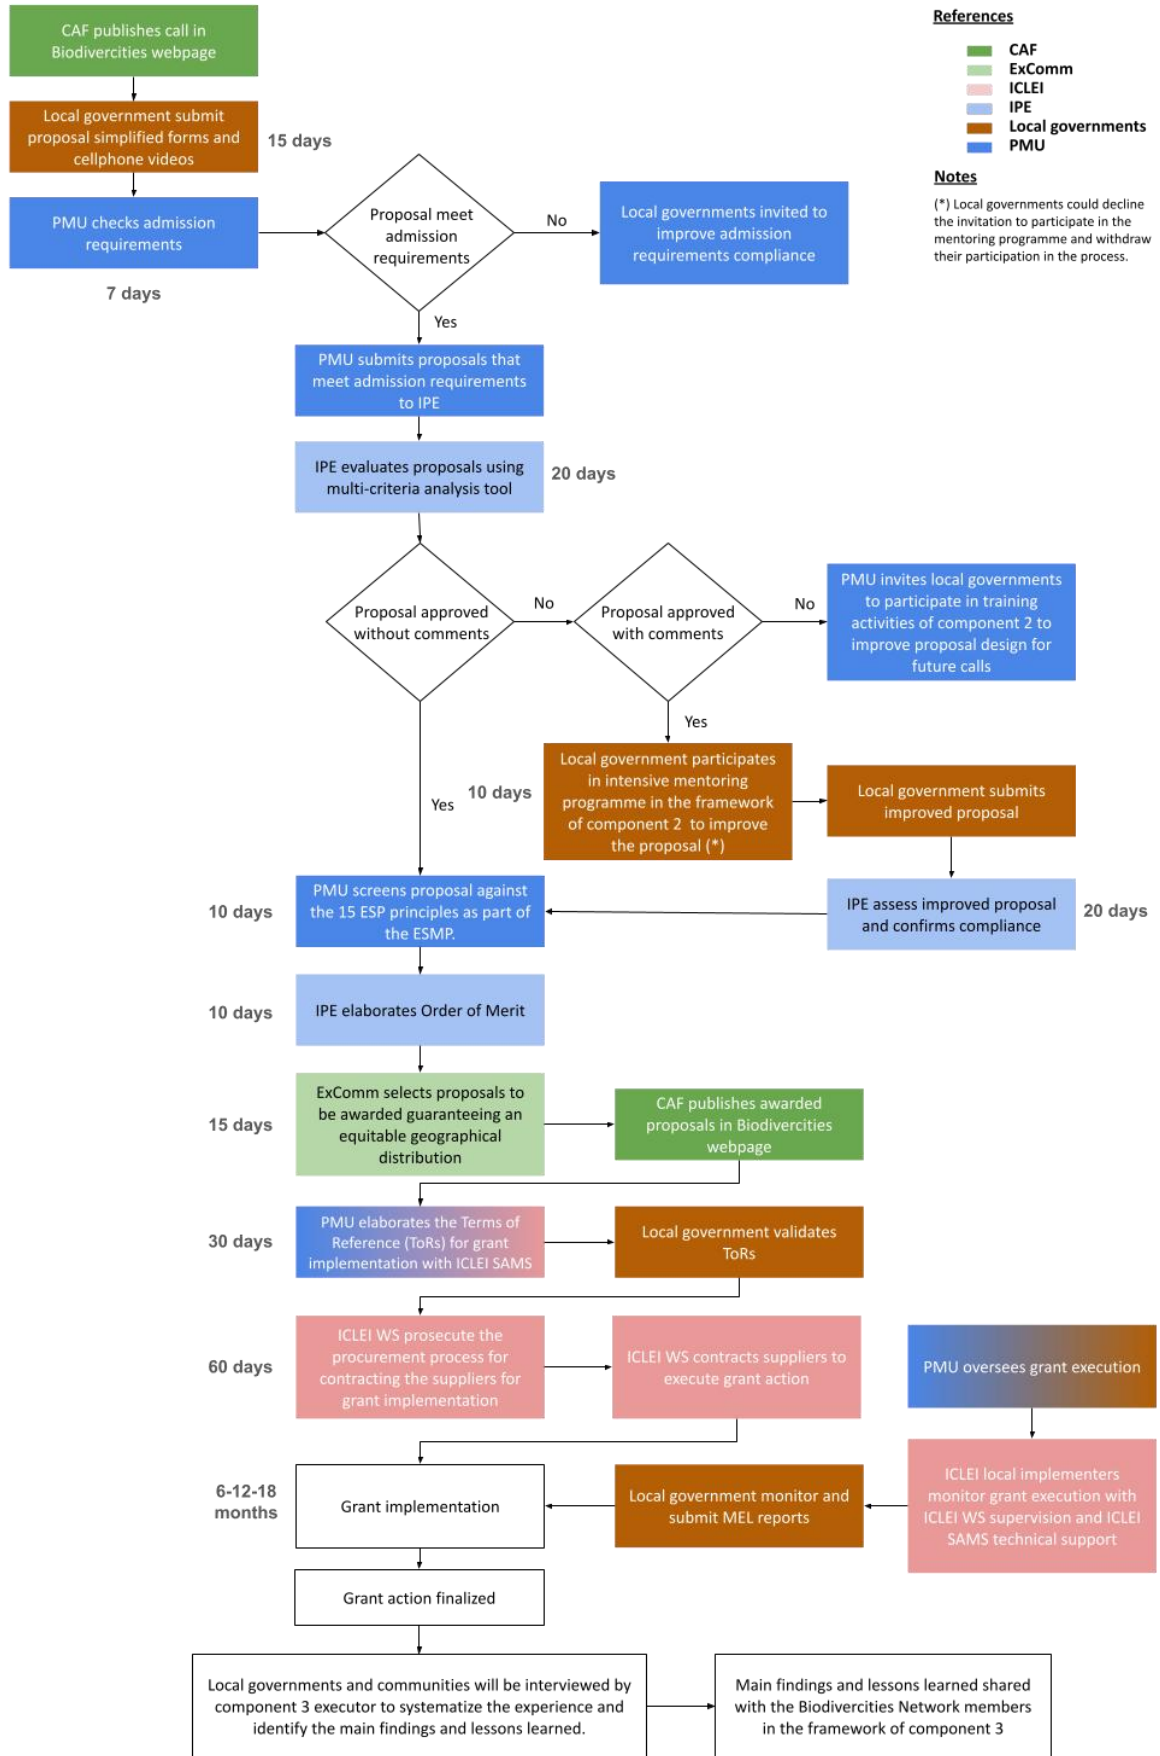 CAF publishes call in
Biodivercities webpage
Local government submit
proposal simplified forms and
cellphone videos
15 days
PMU checks admission
requirements
7 days
Proposal meet
admission
requirements
No
Local governments invited to
improve admission
requirements compliance
References
CAF
ExComm
ICLEI
IPE
Local governments
PMU
Notes
(*) Local governments could decline
the invitation to participate in the
mentoring programme and withdraw
their participation in the process.
Yes
PMU submits proposals that
meet admission requirements
to IPE
IPE evaluates proposals using
multi-criteria analysis tool
20 days
Proposal approved
without comments
No
Proposal approved
with comments
No
PMU invites local governments
to participate in training
activities of component 2 to
improve proposal design for
future calls
Yes
Yes
10 days
Local government participates
in intensive mentoring
programme in the framework
of component 2 to improve
the proposal (*)
Local government submits
improved proposal
10 days
PMU screens proposal against
the 15 ESP principles as part of
the ESMP.
IPE assess improved proposal
and confirms compliance
20 days
10 days
IPE elaborates Order of Merit
15 days
ExComm selects proposals to
be awarded guaranteeing an
equitable geographical
distribution
CAF publishes awarded
proposals in Biodivercities
webpage
30 days
PMU elaborates the Terms of
Reference (ToRs) for grant
implementation with ICLEI SAMS
Local government validates
ToRs
60 days
ICLEI WS prosecute the
procurement process for
contracting the suppliers for
grant implementation
ICLEI WS contracts suppliers to
execute grant action
PMU oversees grant execution
6-12-18
months
Grant implementation
Local government monitor and
submit MEL reports
ICLEI local implementers
monitor grant execution with
ICLEI WS supervision and ICLEI
SAMS technical support
Grant action finalized
Local governments and communities will be interviewed by
component 3 executor to systematize the experience and
identify the main findings and lessons learned.
Main findings and lessons learned shared
with the Biodivercities Network members
in the framework of component 3